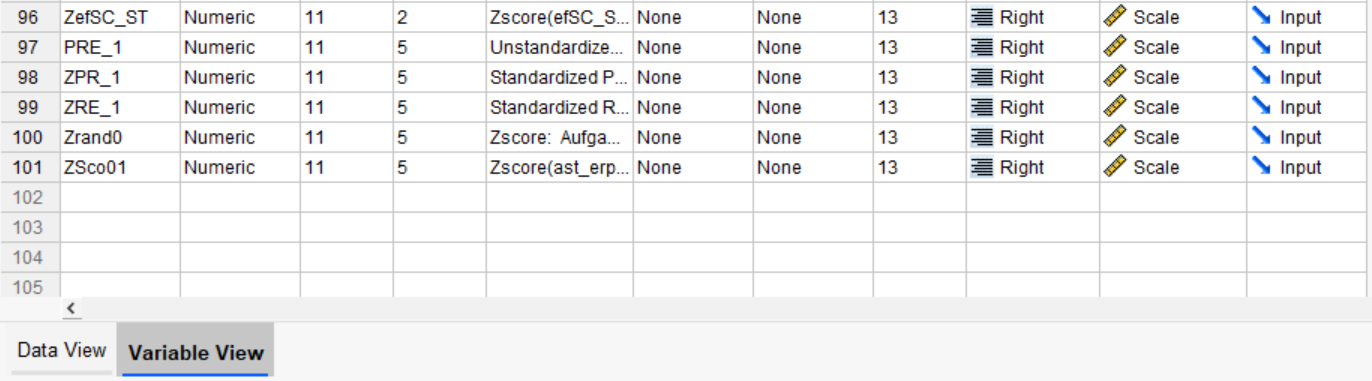 96 ZefSC_ST Numeric 11 2 Zscore(efSC_S... None None 13 Right Scale Input
97 PRE_1 Numeric 11 5 Unstandardize... None None 13 Right Scale Input
98 ZPR_1 Numeric 11 5 Standardized P... None None 13 Right Scale Input
99 ZRE_1 Numeric 11 5 Standardized R... None None 13 Right Scale Input
100 Zrand0 Numeric 11 5 Zscore: Aufga... None None 13 Right Scale Input
101 ZSco01 Numeric 11 5 Zscore(ast_erp... None None 13 Right Scale Input
102
103
104
105
Data View Variable View